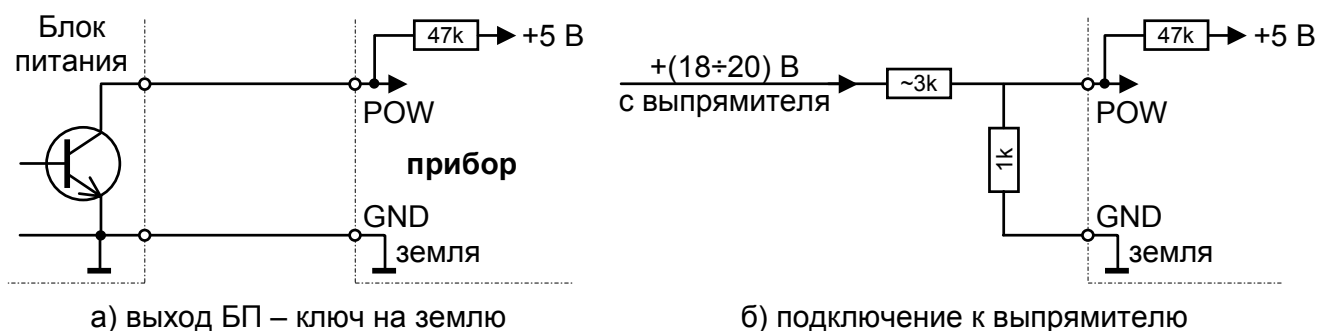 Блок
питания
47k
+5 В
POW
прибор
GND
земля
а) выход БП – ключ на землю
+(18÷20) В
с выпрямителя
~3k
1k
47k
+5 В
POW
GND
земля
б) подключение к выпрямителю